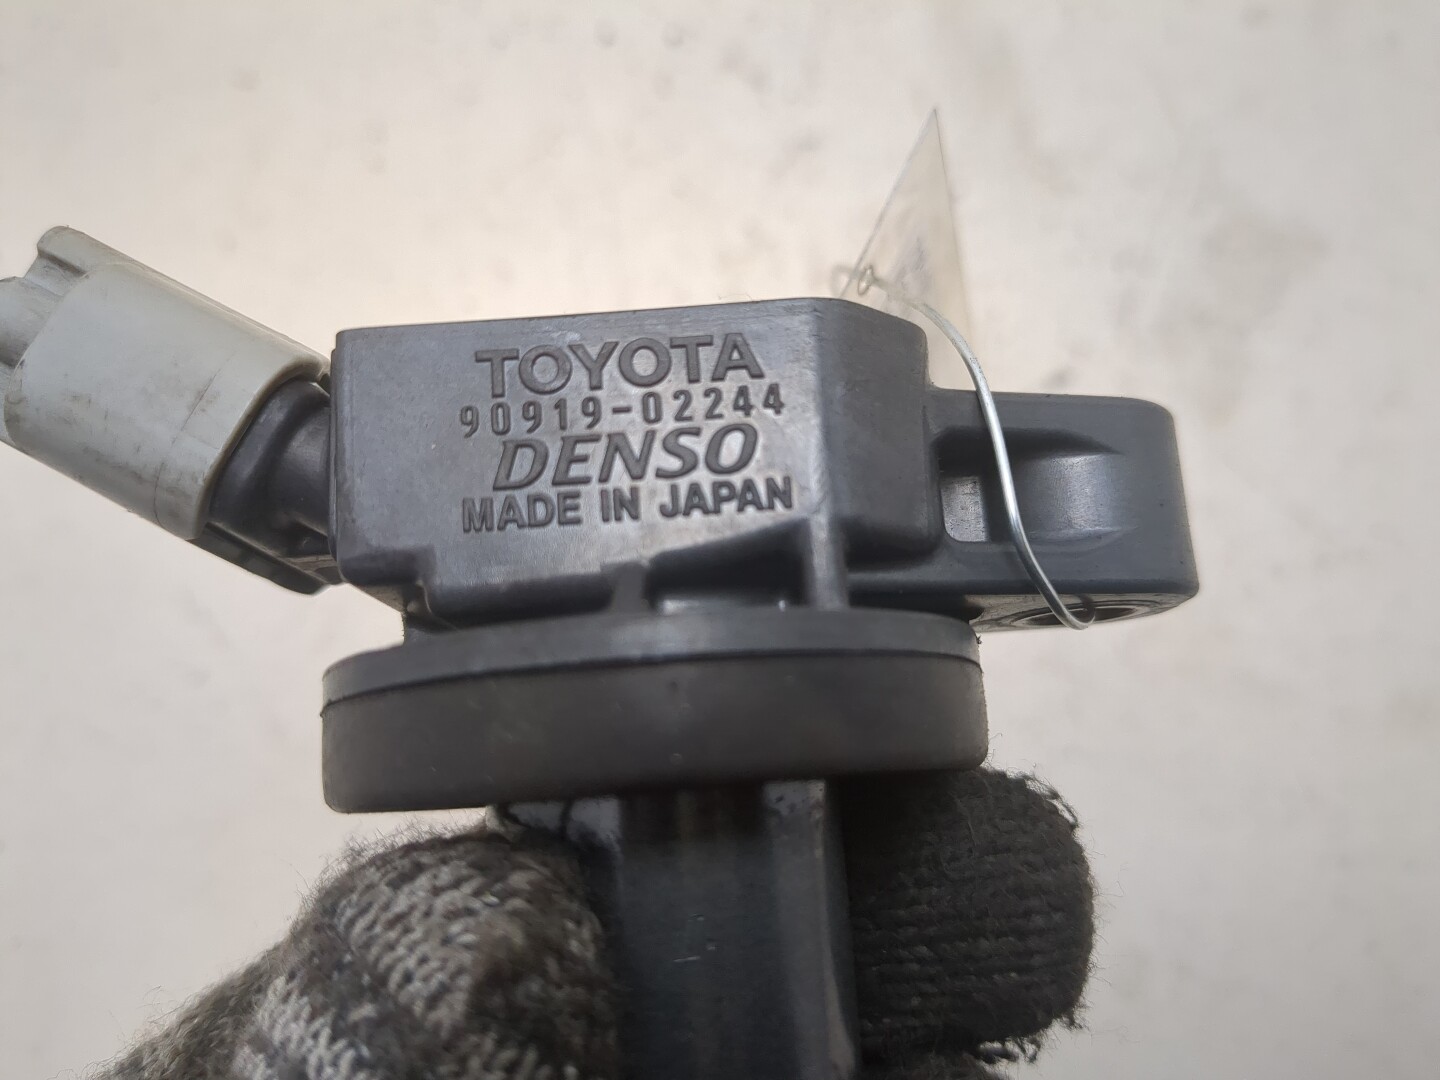 TOYOTA
90919-02244
DENSO
MADE IN JAPAN